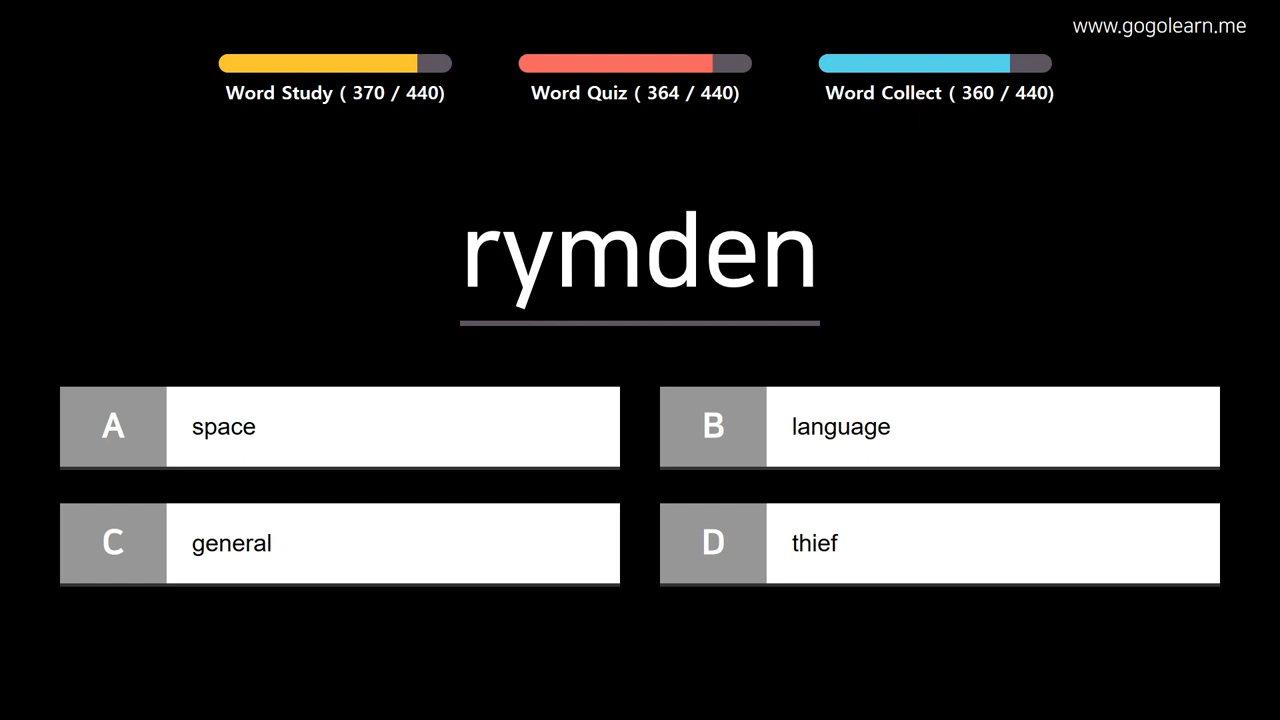 www.gogolearn.me
Word Study ( 370 / 440)
Word Quiz ( 364 / 440)
Word Collect ( 360 / 440)
rymden
A space
B language
C general
D thief